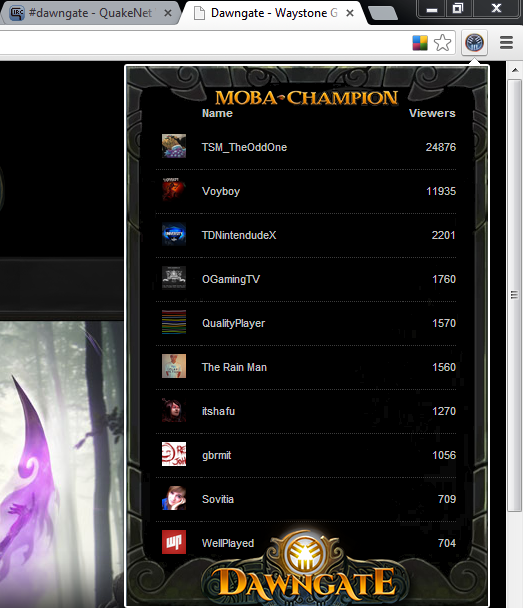 #dawngate - QuakeNet
Dawngate - Waystone G
MOBA-CHAMPION
Name Viewers
TSM_TheOddOne 24876
Voyboy 11935
TDNintendudeX 2201
OGamingTV 1760
QualityPlayer 1570
The Rain Man 1560
itshafu 1270
gbrmit 1056
Sovitia 709
WellPlayed 704
DAWNGATE